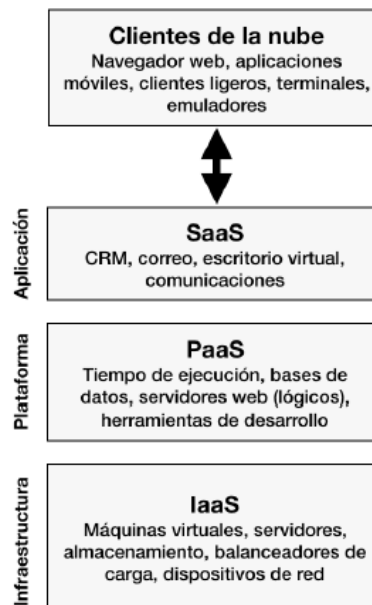 Clientes de la nube
Navegador web, aplicaciones
móviles, clientes ligeros, terminales,
emuladores
Aplicación
SaaS
CRM, correo, escritorio virtual,
comunicaciones
Plataforma
PaaS
Tiempo de ejecución, bases de
datos, servidores web (lógicos),
herramientas de desarrollo
Infraestructura
IaaS
Máquinas virtuales, servidores,
almacenamiento, balanceadores de
carga, dispositivos de red